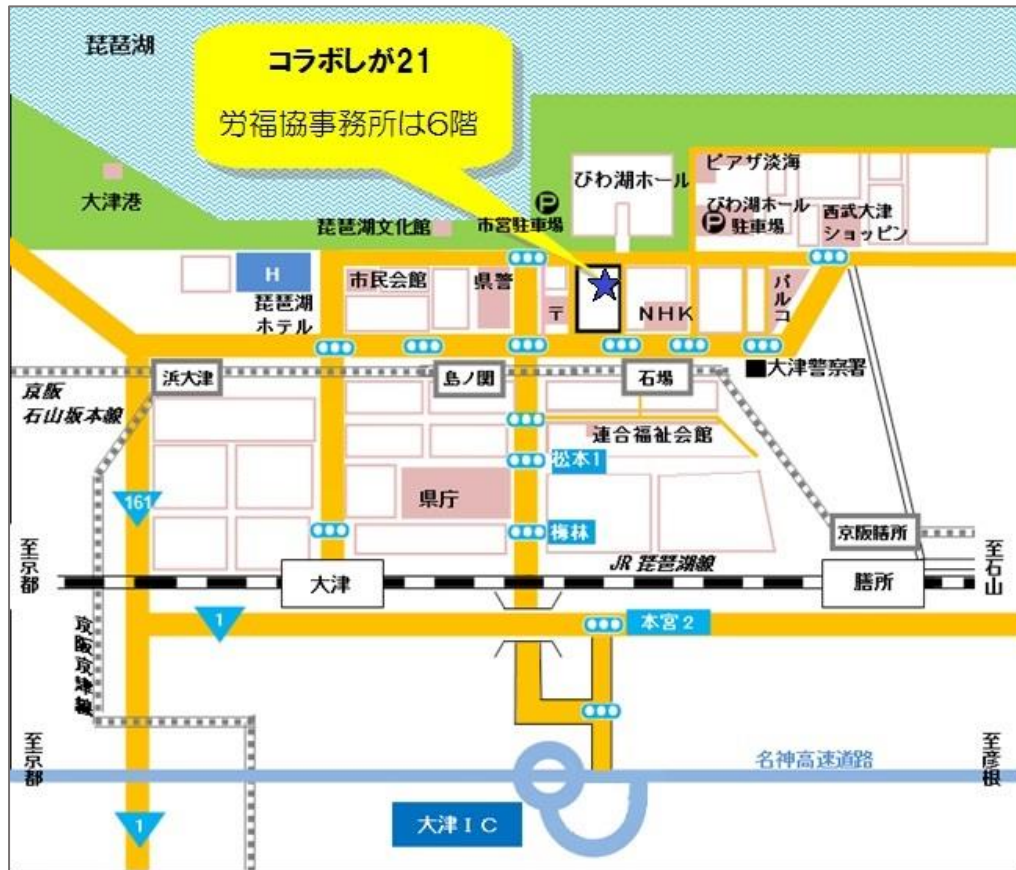 琵琶湖
コラボしが21
労福協事務所は6階
大津港
琵琶湖文化館
P
市営駐車場
びわ湖ホール
ピアザ淡海
びわ湖ホール
P 駐車場
西武大津
ショッピン
H
琵琶湖
ホテル
市民会館
県警
〒
NHK
パルコ
浜大津
島ノ関
石場
大津警察署
京阪
石山坂本線
連合福祉会館
松本1
161
県庁
梅林
京阪膳所
JR 琵琶湖線
至京都
大津
膳所
至石山
1
本宮2
京阪京津線
至京都
名神高速道路
至彦根
1
大津IC